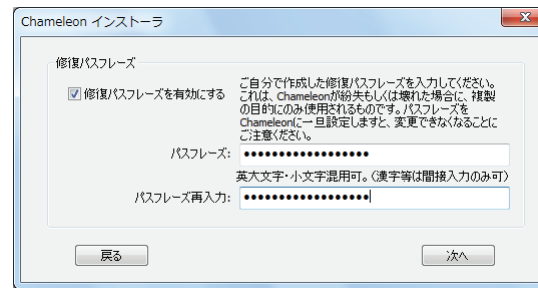 Chameleon インストーラ
修復パスフレーズ
修復パスフレーズを有効にする
ご自分で作成した修復パスフレーズを入力してください。
これは、Chameleonが紛失もしくは壊れた場合に、複製
の目的にのみ使用されるものです。パスフレーズを
Chameleonに一旦設定しますと、変更できなくなることに
ご注意ください。
パスフレーズ: ••••••••••••••••••
英大文字・小文字混用可。(漢字等は間接入力のみ可)
パスフレーズ再入力: ••••••••••••••••••
戻る
次へ